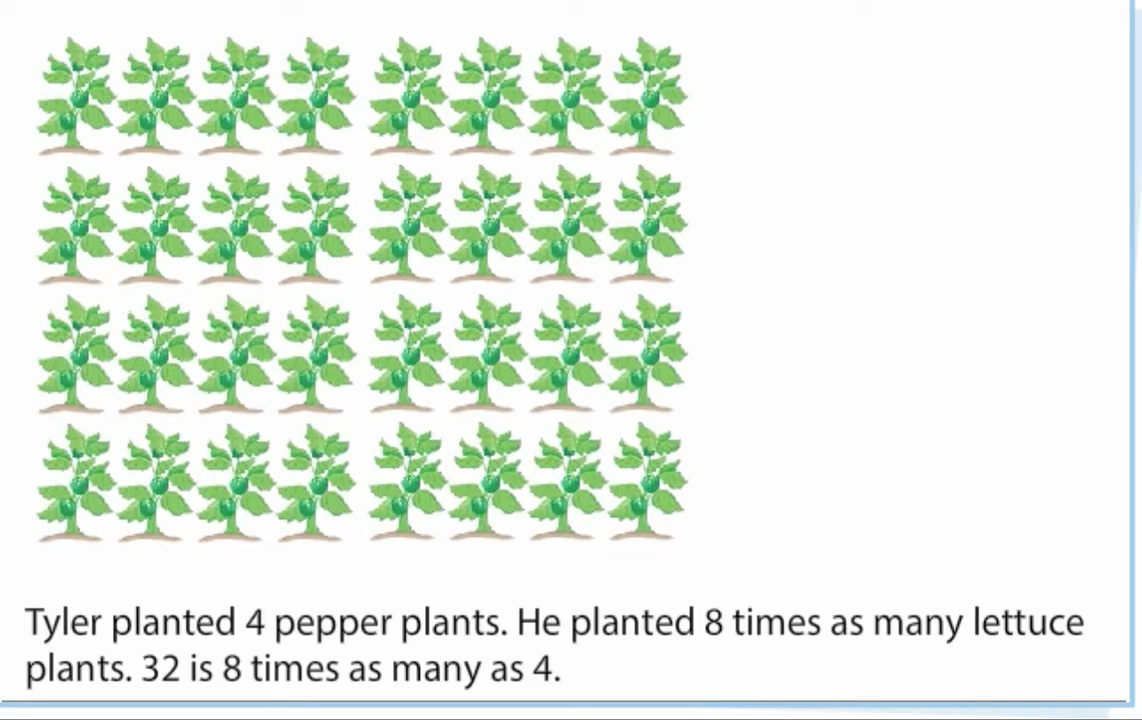 Tyler planted 4 pepper plants. He planted 8 times as many lettuce
plants. 32 is 8 times as many as 4.